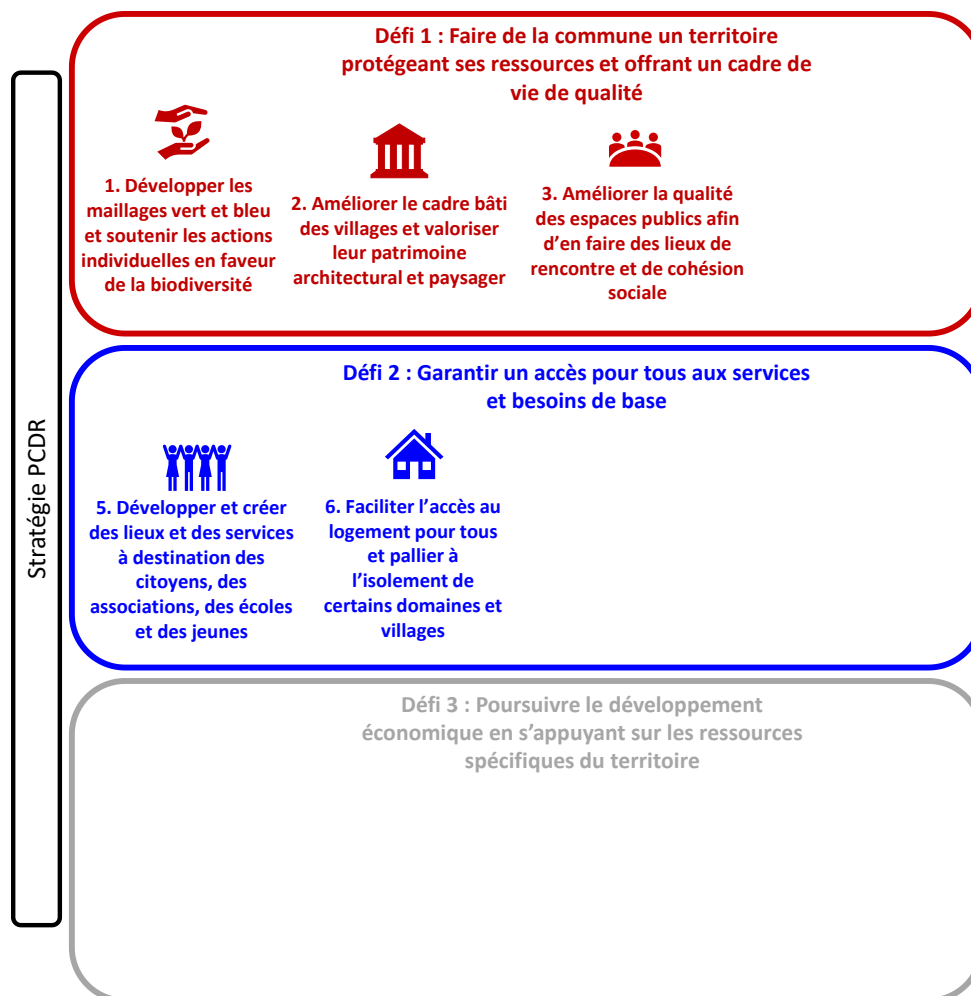 Stratégie PCDR
Défi 1 : Faire de la commune un territoire
protégeant ses ressources et offrant un cadre de
vie de qualité
1. Développer les
maillages vert et bleu
et soutenir les actions
individuelles en faveur
de la biodiversité
2. Améliorer le cadre bâti
des villages et valoriser
leur patrimoine
architectural et paysager
3. Améliorer la qualité
des espaces publics afin
d’en faire des lieux de
rencontre et de cohésion
sociale
Défi 2 : Garantir un accès pour tous aux services
et besoins de base
5. Développer et créer
des lieux et des services
à destination des
citoyens, des
associations, des écoles
et des jeunes
6. Faciliter l’accès au
logement pour tous
et pallier à
l’isolement de
certains domaines et
villages
Défi 3 : Poursuivre le développement
économique en s’appuyant sur les ressources
spécifiques du territoire